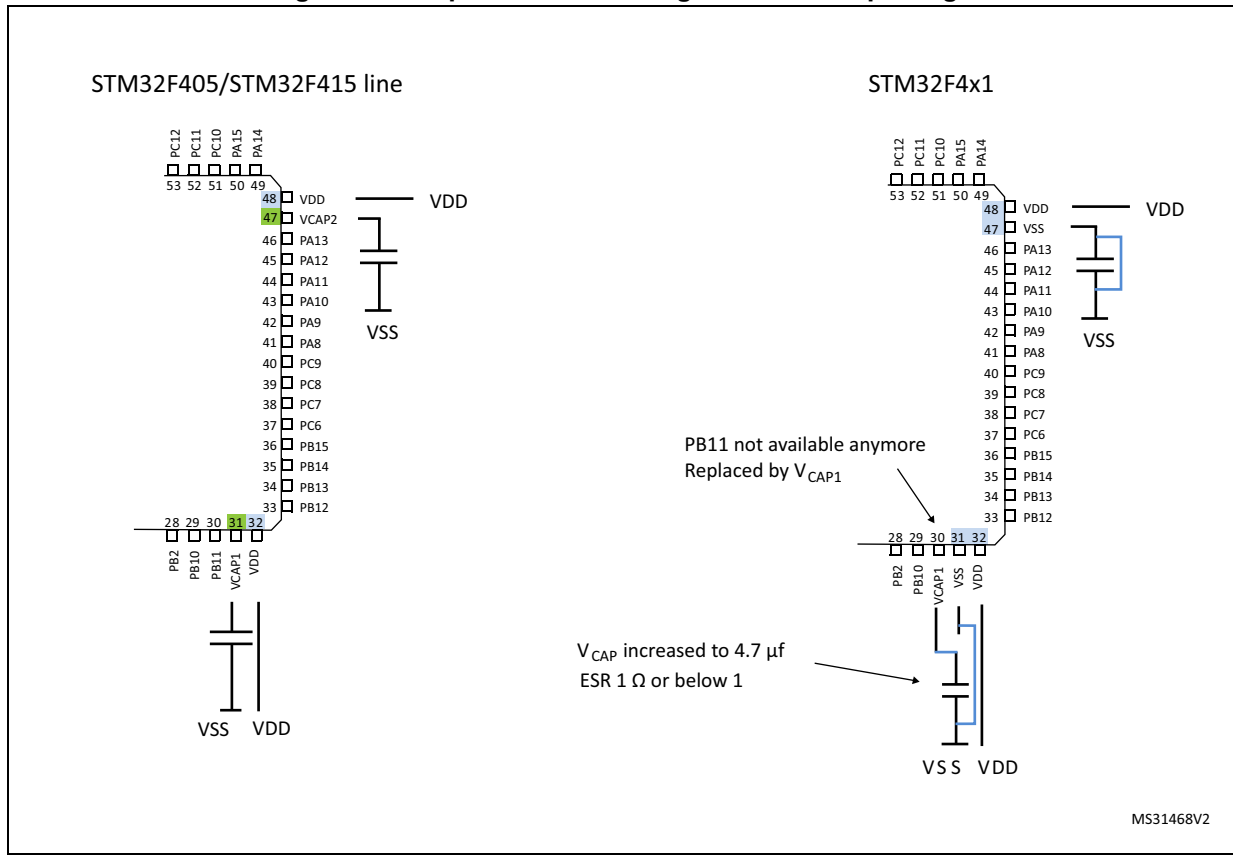 STM32F405/STM32F415 line
PC12
PC11
PC10
PA15
PA14
53 52 51 50 49
48 VDD
VDD
47 VCAP2
46 PA13
45 PA12
44 PA11
43 PA10
42 PA9
VSS
41 PA8
40 PC9
39 PC8
38 PC7
37 PC6
36 PB15
35 PB14
34 PB13
33 PB12
28 29 30 31 32
PB2
PB10
PB11
VCAP1
VDD
VSS VDD
STM32F4x1
PC12
PC11
PC10
PA15
PA14
53 52 51 50 49
48 VDD
VDD
47 VSS
46 PA13
45 PA12
44 PA11
43 PA10
42 PA9
VSS
41 PA8
40 PC9
39 PC8
38 PC7
37 PC6
36 PB15
35 PB14
34 PB13
33 PB12
PB11 not available anymore
Replaced by VCAP1
28 29 30 31 32
PB2
PB10
VCAP1
VSS
VDD
VCAP increased to 4.7 μf
ESR 1 Ω or below 1
VSS VDD
MS31468V2